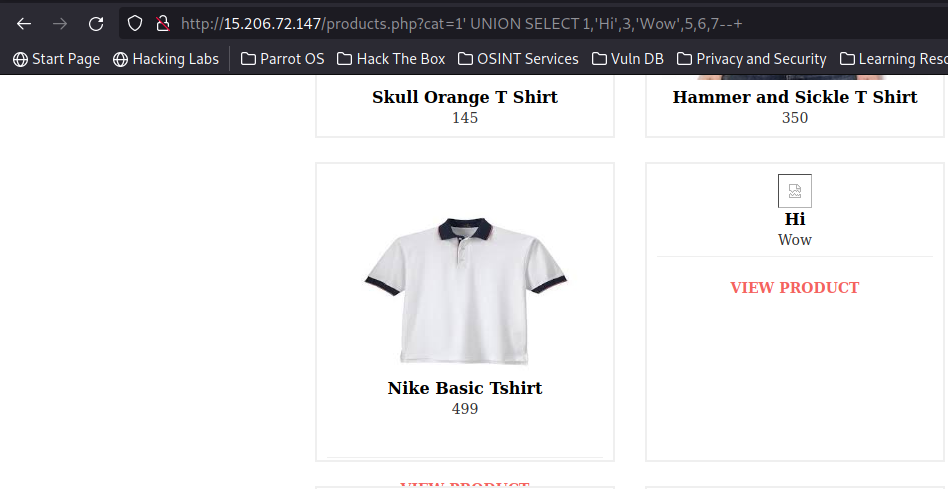 http://15.206.72.147/products.php?cat=1' UNION SELECT 1,'Hi',3,'Wow',5,6,7--+
Start Page Hacking Labs Parrot OS Hack The Box OSINT Services Vuln DB Privacy and Security Learning Reso
Skull Orange T Shirt Hammer and Sickle T Shirt
145 350
Hi
Wow
VIEW PRODUCT
Nike Basic Tshirt
499
VIEW PRODUCT